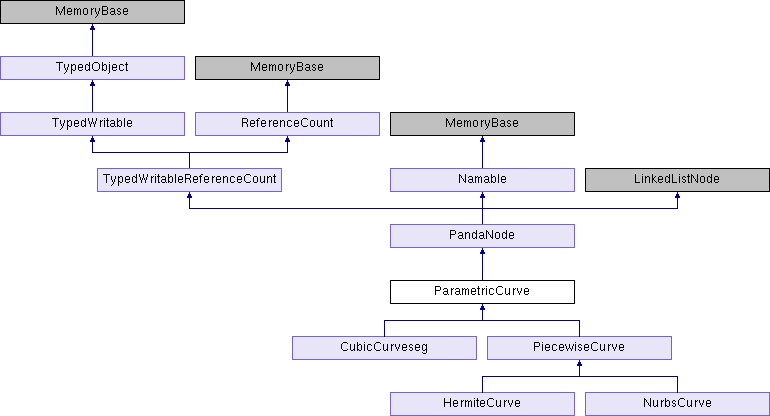 MemoryBase
TypedObject
MemoryBase
TypedWritable
ReferenceCount
MemoryBase
TypedWritableReferenceCount
Namable
LinkedListNode
PandaNode
ParametricCurve
CubicCurveseg
PiecewiseCurve
HermiteCurve
NurbsCurve